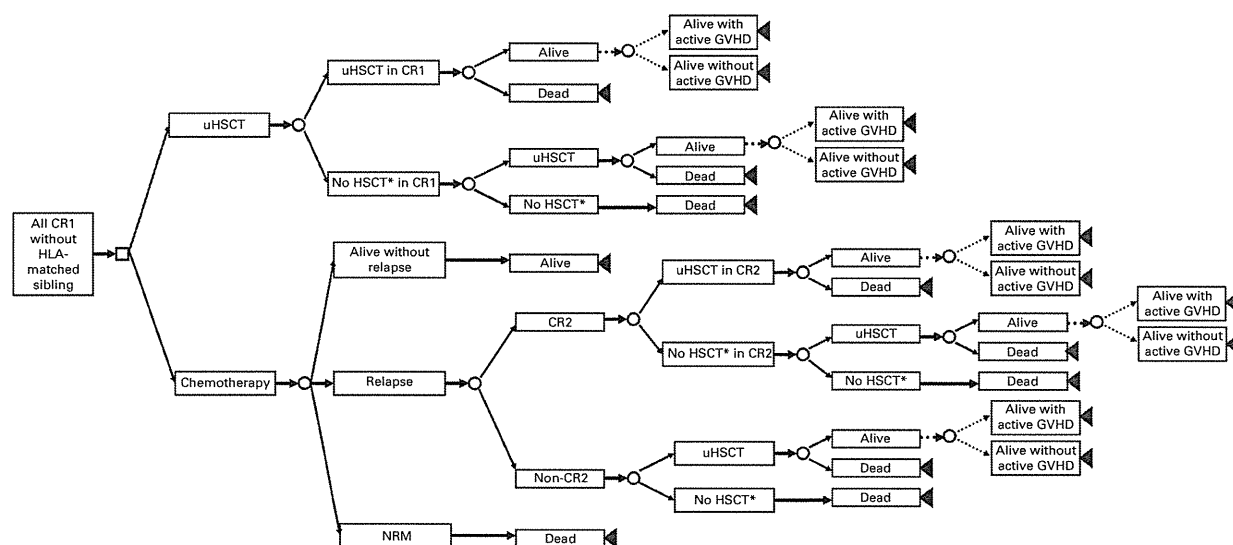 All CR1
without
HLA-
matched
sibling
uHSCT
uHSCT in CR1
Alive
Alive with
active GVHD
Alive without
active GVHD
Dead
No HSCT* in CR1
uHSCT
Alive
Alive with
active GVHD
Alive without
active GVHD
Dead
No HSCT*
Dead
Chemotherapy
Alive without
relapse
Alive
Relapse
CR2
uHSCT in CR2
Alive
Alive with
active GVHD
Alive without
active GVHD
Dead
No HSCT* in CR2
uHSCT
Alive
Alive with
active GVHD
Alive without
active GVHD
Dead
No HSCT*
Dead
Non-CR2
uHSCT
Alive
Alive with
active GVHD
Alive without
active GVHD
Dead
No HSCT*
Dead
NRM
Dead